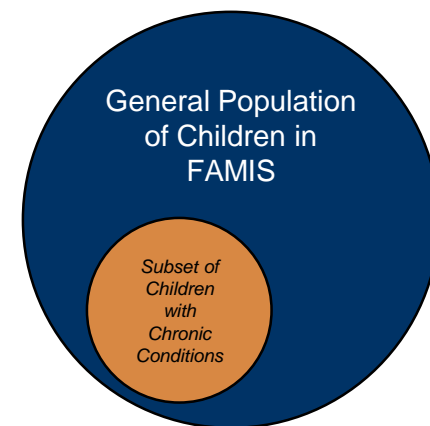 General Population
of Children in
FAMIS
Subset of
Children
with
Chronic
Conditions